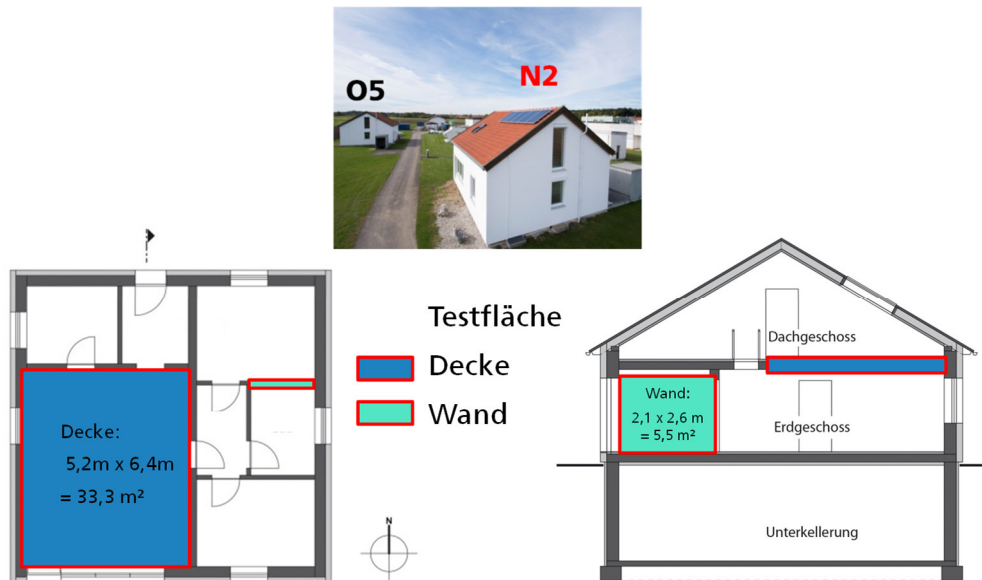 O5
N2
Testfläche
Decke
Wand
Decke:
5,2m x 6,4m
= 33,3 m²
N
Dachgeschoss
Wand:
2,1 x 2,6 m
= 5,5 m²
Erdgeschoss
Unterkellerung